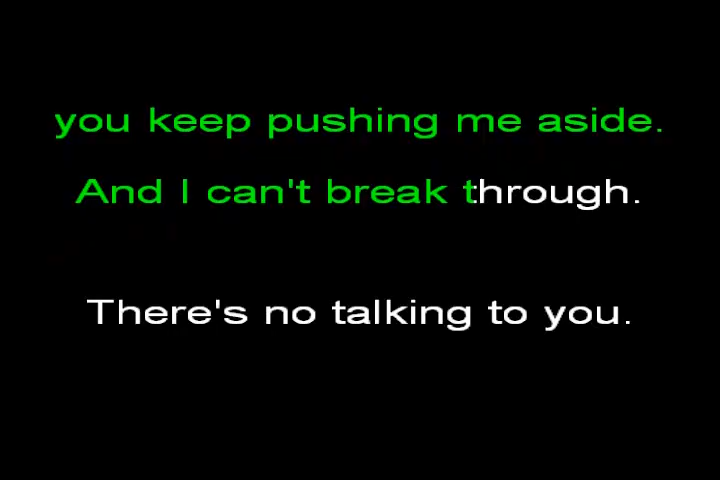 you keep pushing me aside.
And I can't break through.
There's no talking to you.